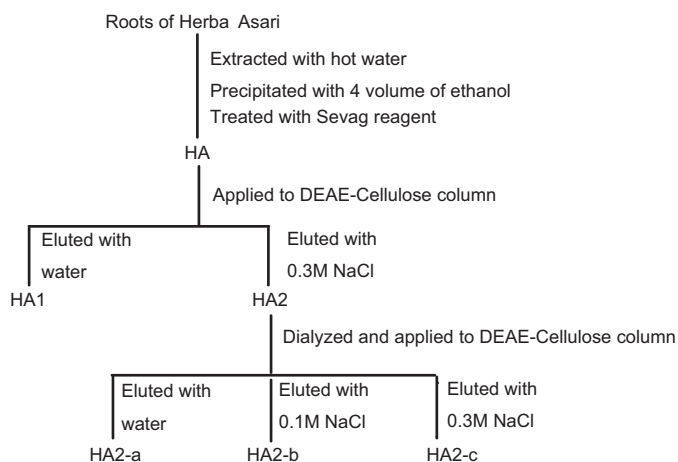 Roots of Herba Asari
Extracted with hot water
Precipitated with 4 volume of ethanol
Treated with Sevag reagent
HA
Applied to DEAE-Cellulose column
Eluted with
water
Eluted with
0.3M NaCl
HA1
HA2
Dialyzed and applied to DEAE-Cellulose column
Eluted with
water
Eluted with
0.1M NaCl
Eluted with
0.3M NaCl
HA2-a
HA2-b
HA2-c